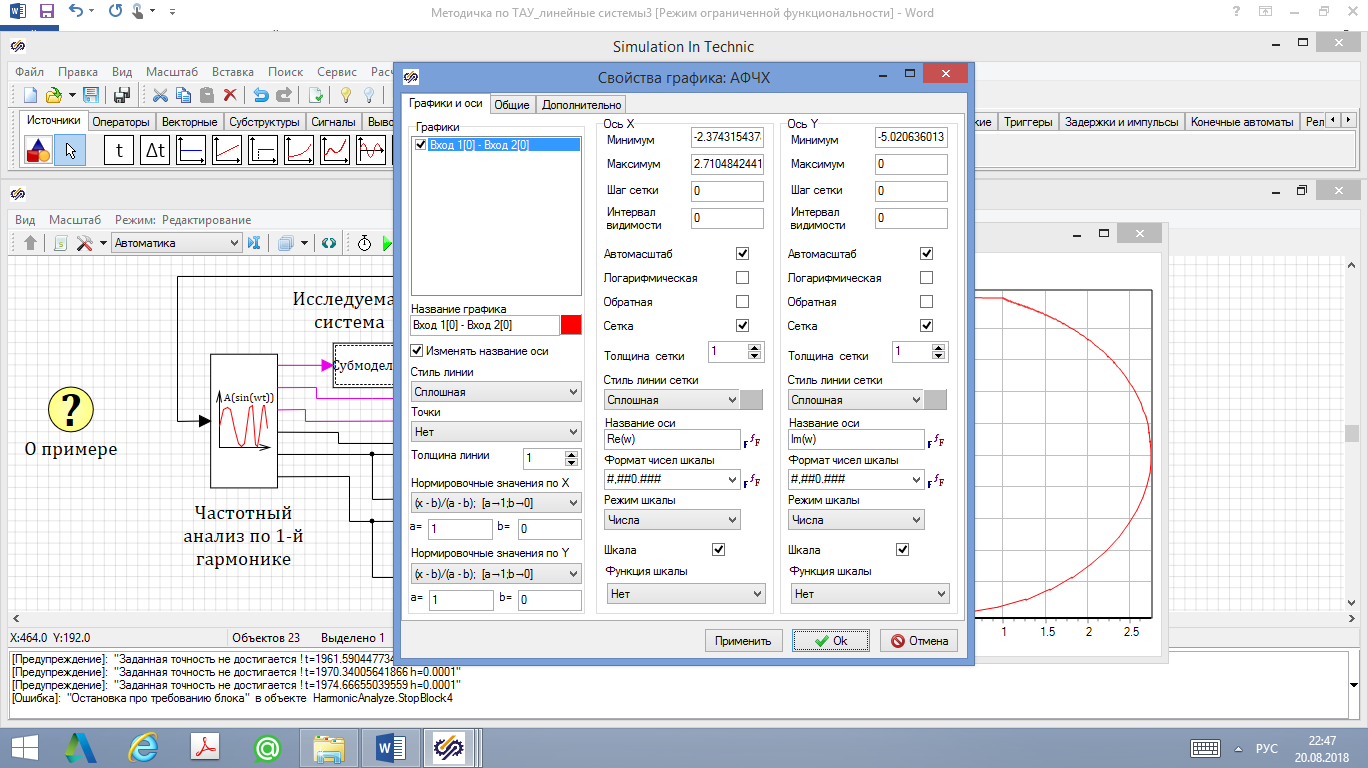 Методичка по ТАУ_линейные системы3 [Режим ограниченной функциональности] - Word
Simulation In Technic
Файл Правка Вид Масштаб Вставка Поиск Сервис
Источники Операторы Векторные Субструктуры Сигналы
Триггеры Задержки и импульсы Конечные автоматы
t Δt
Вид Масштаб Режим: Редактирование
Автоматика
Исследуема
система
Субмодел
A(sin(wt))
?
О примере
Частотный
анализ по 1-й
гармонике
1 1.5 2 2.5
X:464.0 Y:192.0 Объектов 23 Выделено 1
Свойства графика: АФЧХ
Графики и оси Общие Дополнительно
Графики
Вход 1[0] - Вход 2[0]
Название графика
Вход 1[0] - Вход 2[0]
Изменять название оси
Стиль линии
Сплошная
Точки
Нет
Толщина линии 1
Нормировочные значения по X
(x - b)/(a - b); [a→1;b→0]
a= 1 b= 0
Нормировочные значения по Y
(x - b)/(a - b); [a→1;b→0]
a= 1 b= 0
Ось X
Минимум -2.374315437
Максимум 2.7104842441
Шаг сетки 0
Интервал
видимости 0
Автомасштаб
Логарифмическая
Обратная
Сетка
Толщина сетки 1
Стиль линии сетки
Сплошная
Название оси
Re(w)
Формат чисел шкалы
#,##0.###
Режим шкалы
Числа
Шкала
Функция шкалы
Нет
Ось Y
Минимум -5.020636013
Максимум 0
Шаг сетки 0
Интервал
видимости 0
Автомасштаб
Логарифмическая
Обратная
Сетка
Толщина сетки 1
Стиль линии сетки
Сплошная
Название оси
Im(w)
Формат чисел шкалы
#,##0.###
Режим шкалы
Числа
Шкала
Функция шкалы
Нет
Применить Ok Отмена
[Предупреждение]: "Заданная точность не достигается ! t=1961.590447734
[Предупреждение]: "Заданная точность не достигается ! t=1970.34005641866 h=0.0001"
[Предупреждение]: "Заданная точность не достигается ! t=1974.66655039559 h=0.0001"
[Ошибка]: "Остановка про требованию блока" в объекте HarmonicAnalyze.StopBlock4
РУС
22:47
20.08.2018